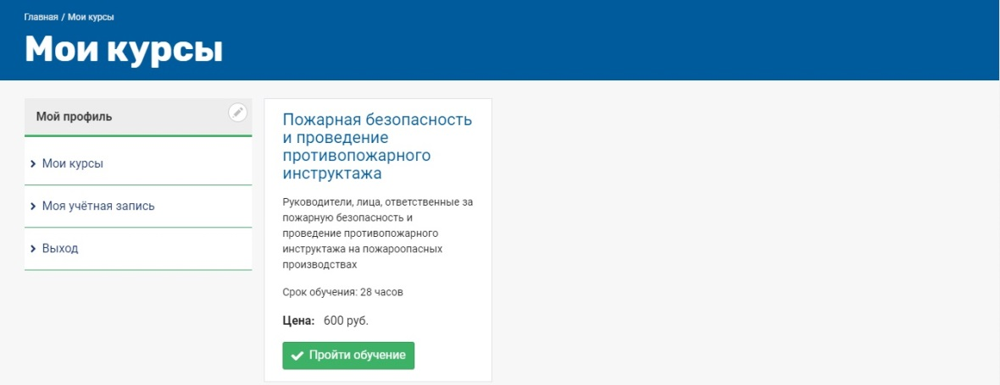 Главная / Мои курсы
Мои курсы
Мой профиль
Мои курсы
Моя учётная запись
Выход
Пожарная безопасность
и проведение
противопожарного
инструктажа
Руководители, лица, ответственные за
пожарную безопасность и
проведение противопожарного
инструктажа на пожароопасных
производствах
Срок обучения: 28 часов
Цена: 600 руб.
Пройти обучение